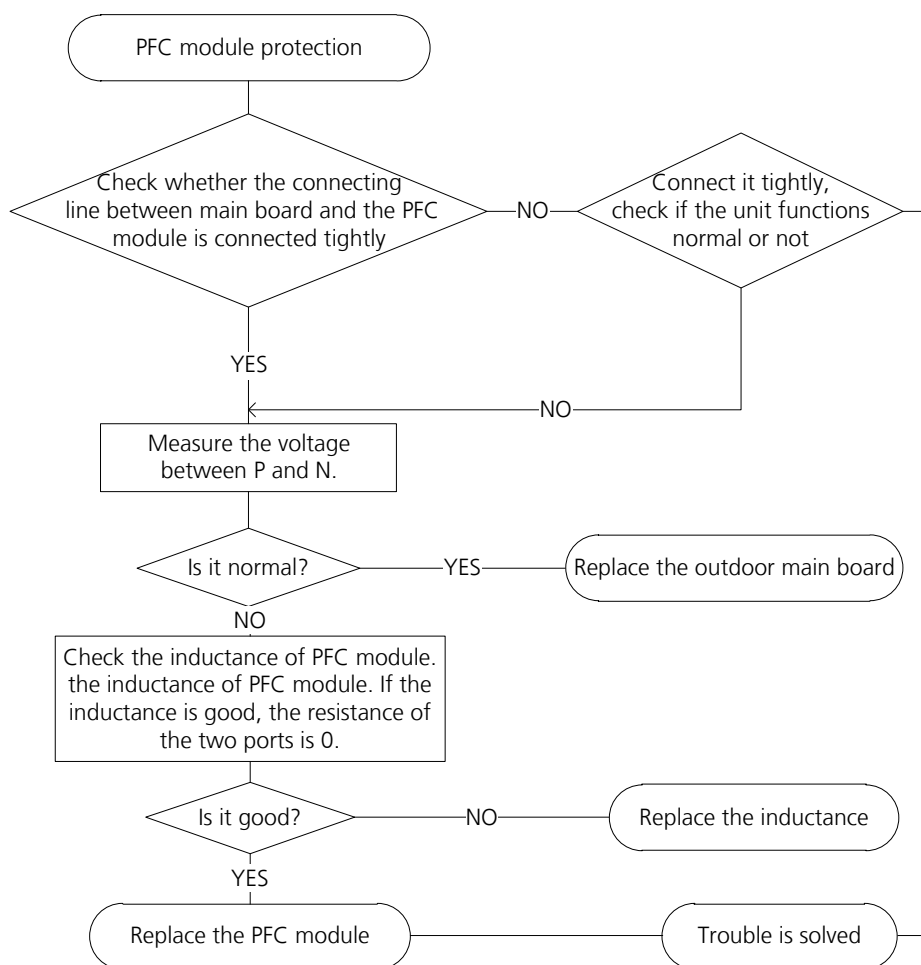 PFC module protection
Check whether the connecting
line between main board and the PFC
module is connected tightly
NO
Connect it tightly,
check if the unit functions
normal or not
YES
NO
Measure the voltage
between P and N.
Is it normal?
YES
Replace the outdoor main board
NO
Check the inductance of PFC module.
the inductance of PFC module. If the
inductance is good, the resistance of
the two ports is 0.
Is it good?
NO
Replace the inductance
YES
Replace the PFC module
Trouble is solved